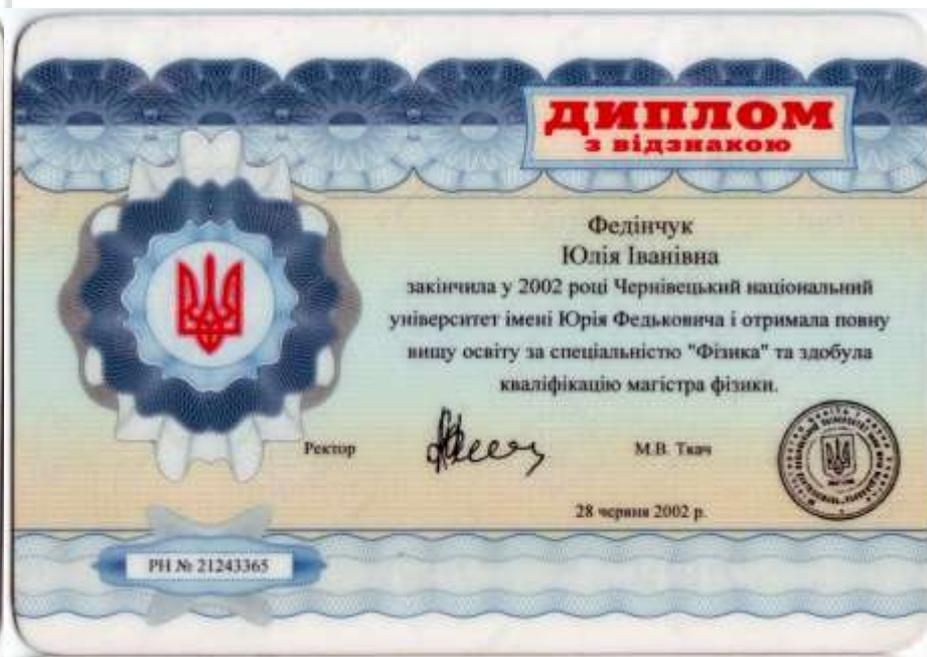 ДИПЛОМ
з відзнакою
Федінчук
Юлія Іванівна
закінчила у 2002 році Чернівецький національний
університет імені Юрія Федьковича і отримала повну
вищу освіту за спеціальністю "Фізика" та здобула
кваліфікацію магістра фізики.
Ректор
М.В. Ткач
28 червня 2002 р.
РН № 21243365